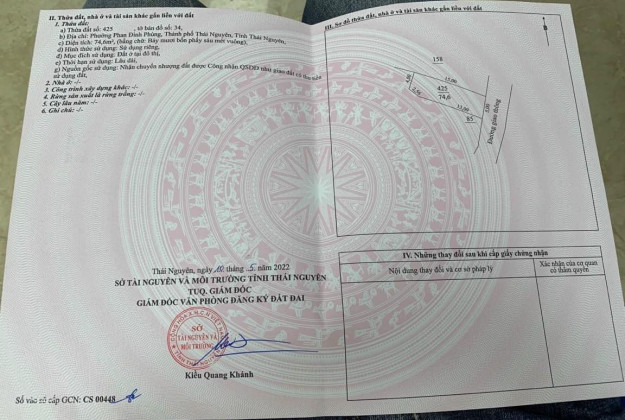 II. Thửa đất, nhà ở và tài sản khác gắn liền với đất
1. Thửa đất:
a) Thửa đất số: 425 , tờ bản đồ số: 34,
b) Địa chỉ: Phường Phan Đình Phùng, Thành phố Thái Nguyên, Tỉnh Thái Nguyên,
c) Diện tích: 74,6m², (bằng chữ: Bảy mươi bốn phẩy sáu mét vuông),
d) Hình thức sử dụng: Sử dụng riêng,
đ) Mục đích sử dụng: Đất ở tại đô thị,
e) Thời hạn sử dụng: Lâu dài,
g) Nguồn gốc sử dụng: Nhận chuyển nhượng đất được Công nhận QSDĐ như giao đất có thu tiền
sử dụng đất,
2. Nhà ở: -/-
3. Công trình xây dựng khác: -/-
4. Rừng sản xuất là rừng trồng: -/-
5. Cây lâu năm: -/-
6. Ghi chú: -/-
Thái Nguyên, ngày 10 tháng 5 năm 2022
SỞ TÀI NGUYÊN VÀ MÔI TRƯỜNG TỈNH THÁI NGUYÊN
TUQ. GIÁM ĐỐC
GIÁM ĐỐC VĂN PHÒNG ĐĂNG KÝ ĐẤT ĐAI
SỞ
TÀI NGUYÊN VÀ
MÔI TRƯỜNG
Kiều Quang Khánh
Số vào sổ cấp GCN: CS 00448
III. Sơ đồ thửa đất, nhà ở và tài sản khác gắn liền với đất
B
158
15,00
425
74,6
15,00
5,00
85
Đường giao thông
IV. Những thay đổi sau khi cấp giấy chứng nhận
Nội dung thay đổi và cơ sở pháp lý
Xác nhận của cơ quan
có thẩm quyền